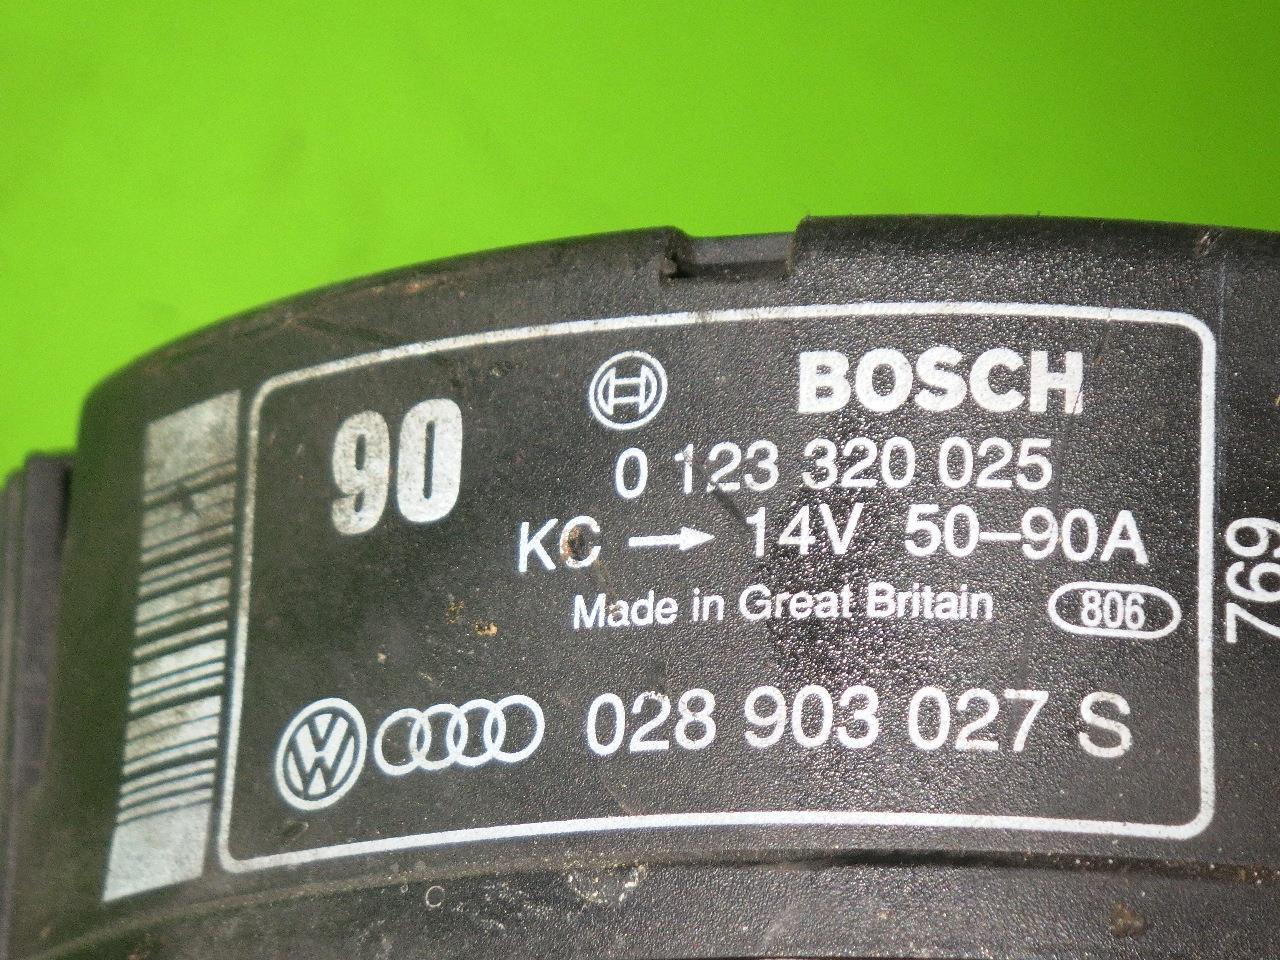 90
BOSCH
0 123 320 025
KC → 14V 50-90A
Made in Great Britain 806
028 903 027 S
769